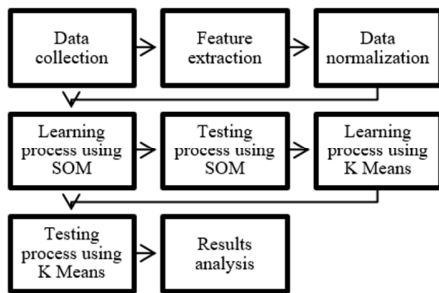 Data
collection
Feature
extraction
Data
normalization
Learning
process using
SOM
Testing
process using
SOM
Learning
process using
K Means
Testing
process using
K Means
Results
analysis